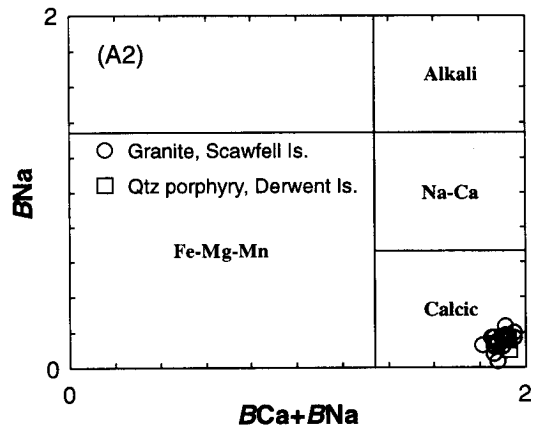 2
(A2)
Alkali
Granite, Scawfell Is.
Qtz porphyry, Derwent Is.
Na-Ca
BNa
Fe-Mg-Mn
Calcic
0
0
2
BCa+BNa